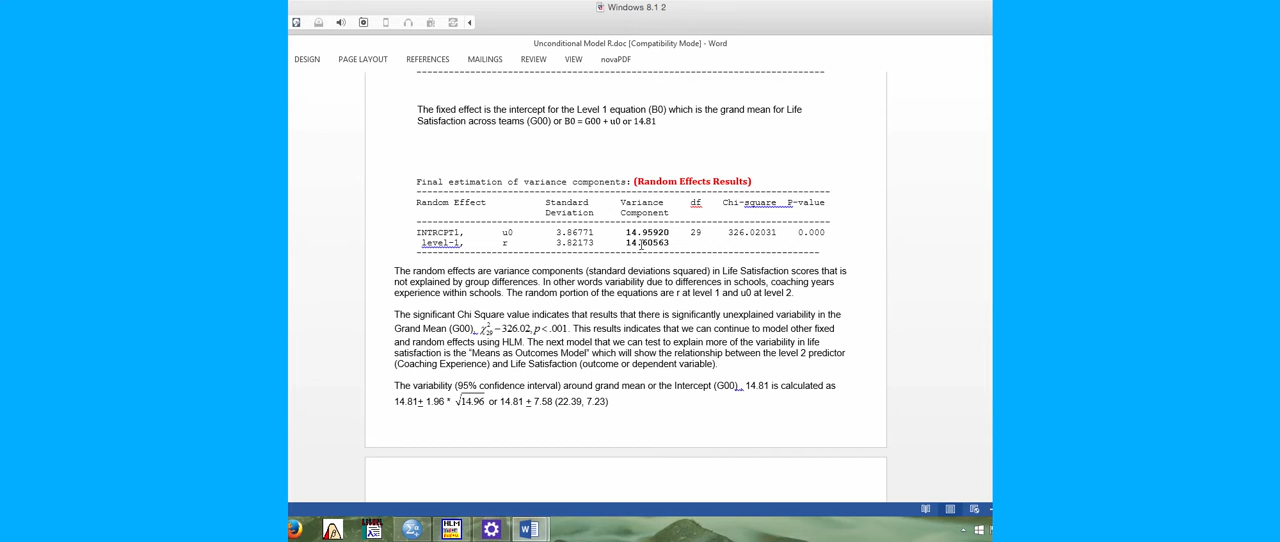 Windows 8.1 2
Unconditional Model R.doc [Compatibility Mode] - Word
DESIGN PAGE LAYOUT REFERENCES MAILINGS REVIEW VIEW novaPDF
The fixed effect is the intercept for the Level 1 equation (B0) which is the grand mean for Life
Satisfaction across teams (G00) or B0 = G00 + u0 or 14.81
Final estimation of variance components: (Random Effects Results)
Random Effect Standard Variance df Chi-square P-value
Deviation Component
INTRCPT1, u0 3.86771 14.95920 29 326.02031 0.000
level-1, r 3.82173 14.60563
The random effects are variance components (standard deviations squared) in Life Satisfaction scores that is
not explained by group differences. In other words variability due to differences in schools, coaching years
experience within schools. The random portion of the equations are r at level 1 and u0 at level 2.
The significant Chi Square value indicates that results that there is significantly unexplained variability in the
Grand Mean (G00)., χ²₂₉ = 326.02, p < .001. This results indicates that we can continue to model other fixed
and random effects using HLM. The next model that we can test to explain more of the variability in life
satisfaction is the "Means as Outcomes Model" which will show the relationship between the level 2 predictor
(Coaching Experience) and Life Satisfaction (outcome or dependent variable).
The variability (95% confidence interval) around grand mean or the Intercept (G00)., 14.81 is calculated as
14.81± 1.96 * √14.96 or 14.81 ± 7.58 (22.39, 7.23)
HLM